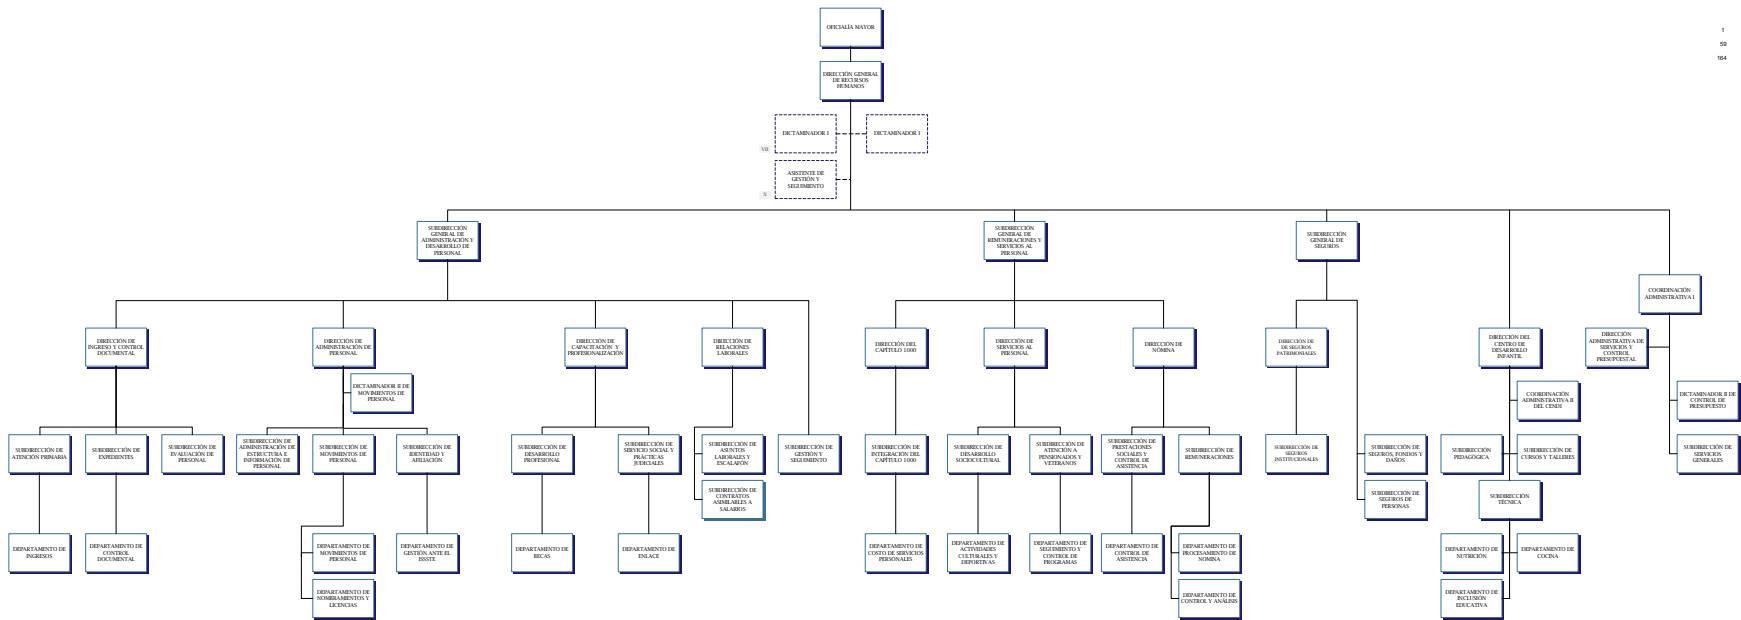 OFICIALÍA MAYOR
1
59
164
DIRECCIÓN GENERAL
DE RECURSOS
HUMANOS
DICTAMINADOR I
DICTAMINADOR I
VII
ASISTENTE DE
GESTIÓN Y
SEGUIMIENTO
X
SUBDIRECCIÓN
GENERAL DE
ADMINISTRACIÓN Y
DESARROLLO DE
PERSONAL
SUBDIRECCIÓN
GENERAL DE
REMUNERACIONES Y
SERVICIOS AL
PERSONAL
SUBDIRECCIÓN
GENERAL DE
SEGUROS
COORDINACIÓN
ADMINISTRATIVA I
DIRECCIÓN DE
INGRESO Y CONTROL
DOCUMENTAL
DIRECCIÓN DE
ADMINISTRACIÓN DE
PERSONAL
DIRECCIÓN DE
CAPACITACIÓN Y
PROFESIONALIZACIÓN
DIRECCIÓN DE
RELACIONES
LABORALES
DIRECCIÓN DEL
CAPÍTULO 1000
DIRECCIÓN DE
SERVICIOS AL
PERSONAL
DIRECCIÓN DE
NÓMINA
DIRECCIÓN DE
DE SEGUROS
PATRIMONIALES
DIRECCIÓN DEL
CENTRO DE
DESARROLLO
INFANTIL
DIRECCIÓN
ADMINISTRATIVA DE
SERVICIOS Y
CONTROL
PRESUPUESTAL
DICTAMINADOR II DE
MOVIMIENTOS DE
PERSONAL
COORDINACIÓN
ADMINISTRATIVA II
DEL CENDI
DICTAMINADOR II DE
CONTROL DE
PRESUPUESTO
SUBDIRECCIÓN DE
ATENCIÓN PRIMARIA
SUBDIRECCIÓN DE
EXPEDIENTES
SUBDIRECCIÓN DE
EVALUACIÓN DE
PERSONAL
SUBDIRECCIÓN DE
ADMINISTRACIÓN DE
ESTRUCTURA E
INFORMACIÓN DE
PERSONAL
SUBDIRECCIÓN DE
MOVIMIENTOS DE
PERSONAL
SUBDIRECCIÓN DE
IDENTIDAD Y
AFILIACIÓN
SUBDIRECCIÓN DE
DESARROLLO
PROFESIONAL
SUBDIRECCIÓN DE
SERVICIO SOCIAL Y
PRÁCTICAS
JUDICIALES
SUBDIRECCIÓN DE
ASUNTOS
LABORALES Y
ESCALAFÓN
SUBDIRECCIÓN DE
GESTIÓN Y
SEGUIMIENTO
SUBDIRECCIÓN DE
INTEGRACIÓN DEL
CAPÍTULO 1000
SUBDIRECCIÓN DE
DESARROLLO
SOCIOCULTURAL
SUBDIRECCIÓN DE
ATENCIÓN A
PENSIONADOS Y
VETERANOS
SUBDIRECCIÓN DE
PRESTACIONES
SOCIALES Y
CONTROL DE
ASISTENCIA
SUBDIRECCIÓN DE
REMUNERACIONES
SUBDIRECCIÓN DE
SEGUROS
INSTITUCIONALES
SUBDIRECCIÓN DE
SEGUROS, FONDOS Y
DAÑOS
SUBDIRECCIÓN
PEDAGÓGICA
SUBDIRECCIÓN DE
CURSOS Y TALLERES
SUBDIRECCIÓN DE
SERVICIOS
GENERALES
SUBDIRECCIÓN DE
CONTRATOS
ASIMILABLES A
SALARIOS
SUBDIRECCIÓN
DE SEGUROS DE
PERSONAS
SUBDIRECCIÓN
TÉCNICA
DEPARTAMENTO DE
INGRESOS
DEPARTAMENTO DE
CONTROL
DOCUMENTAL
DEPARTAMENTO DE
MOVIMIENTOS DE
PERSONAL
DEPARTAMENTO DE
GESTIÓN ANTE EL
ISSSTE
DEPARTAMENTO DE
BECAS
DEPARTAMENTO DE
ENLACE
DEPARTAMENTO DE
COSTO DE SERVICIOS
PERSONALES
DEPARTAMENTO DE
ACTIVIDADES
CULTURALES Y
DEPORTIVAS
DEPARTAMENTO DE
SEGUIMIENTO Y
CONTROL DE
PROGRAMAS
DEPARTAMENTO DE
CONTROL DE
ASISTENCIA
DEPARTAMENTO DE
PROCESAMIENTO DE
NOMINA
DEPARTAMENTO DE
NUTRICIÓN
DEPARTAMENTO DE
COCINA
DEPARTAMENTO DE
NOMBRAMIENTOS Y
LICENCIAS
DEPARTAMENTO DE
CONTROL Y ANÁLISIS
DEPARTAMENTO DE
INCLUSIÓN
EDUCATIVA